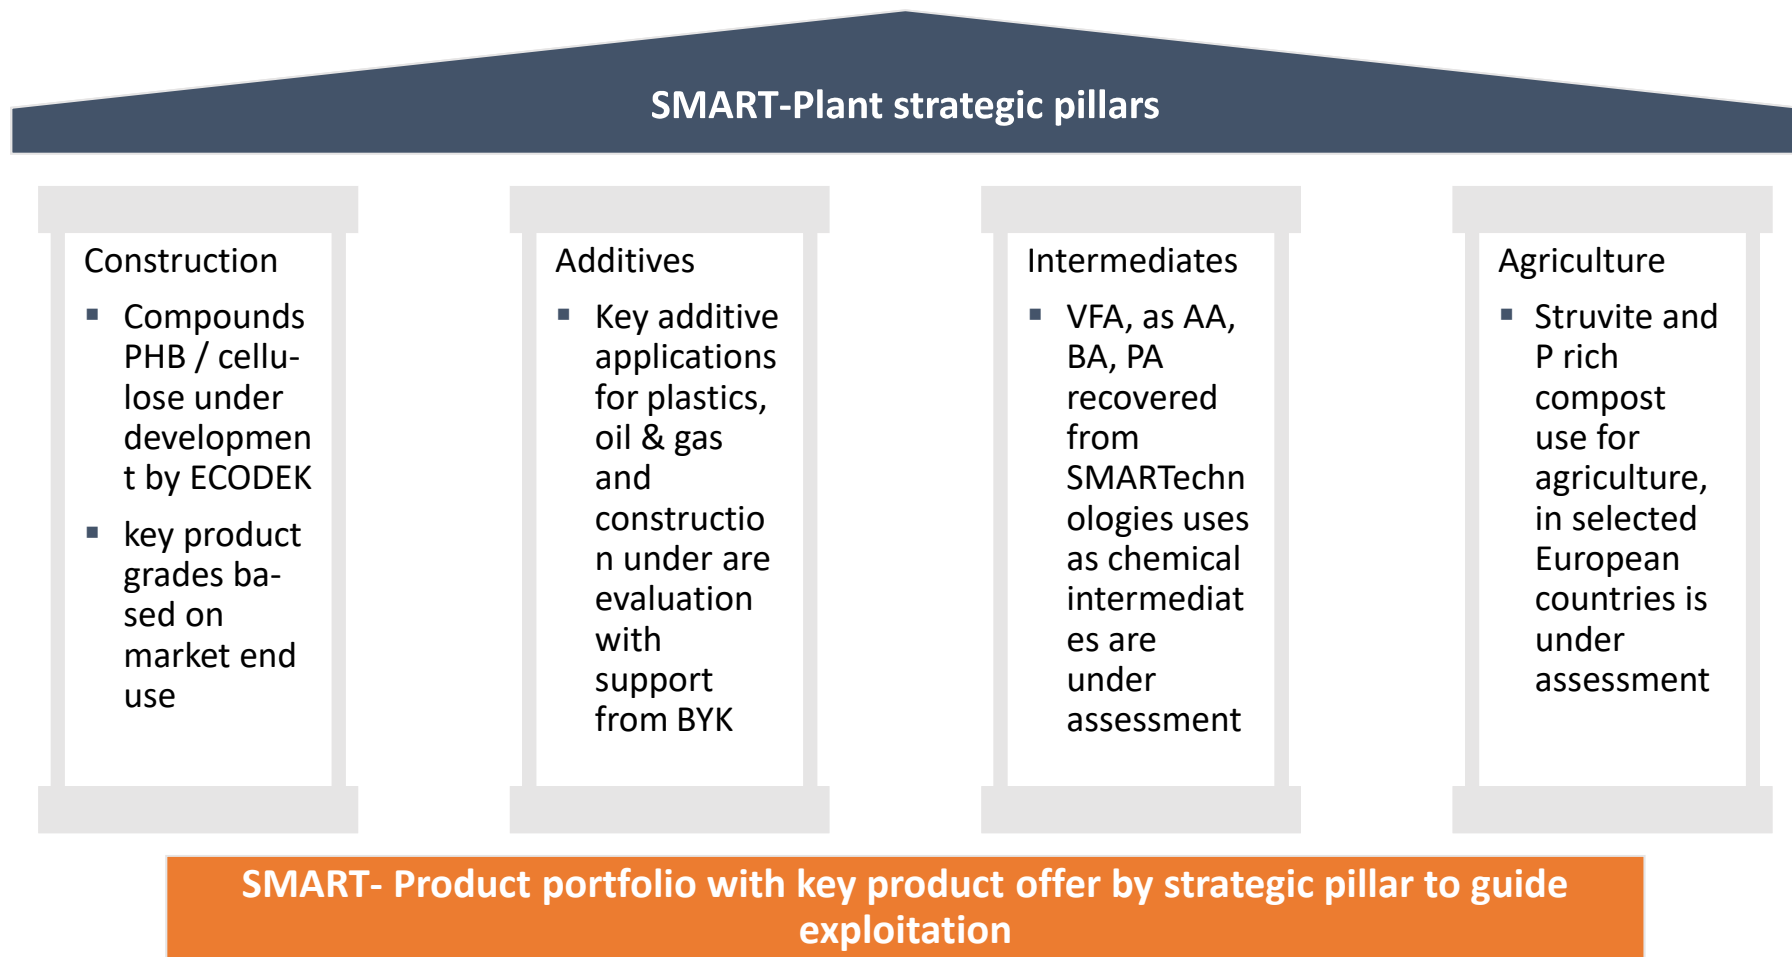 SMART-Plant strategic pillars
Construction
▪ Compounds
PHB / cellu-
lose under
developmen
t by ECODEK
▪ key product
grades ba-
sed on
market end
use
Additives
▪ Key additive
applications
for plastics,
oil & gas
and
constructio
n under are
evaluation
with
support
from BYK
Intermediates
▪ VFA, as AA,
BA, PA
recovered
from
SMARTechn
ologies uses
as chemical
intermediat
es are
under
assessment
Agriculture
▪ Struvite and
P rich
compost
use for
agriculture,
in selected
European
countries is
under
assessment
SMART- Product portfolio with key product offer by strategic pillar to guide
exploitation